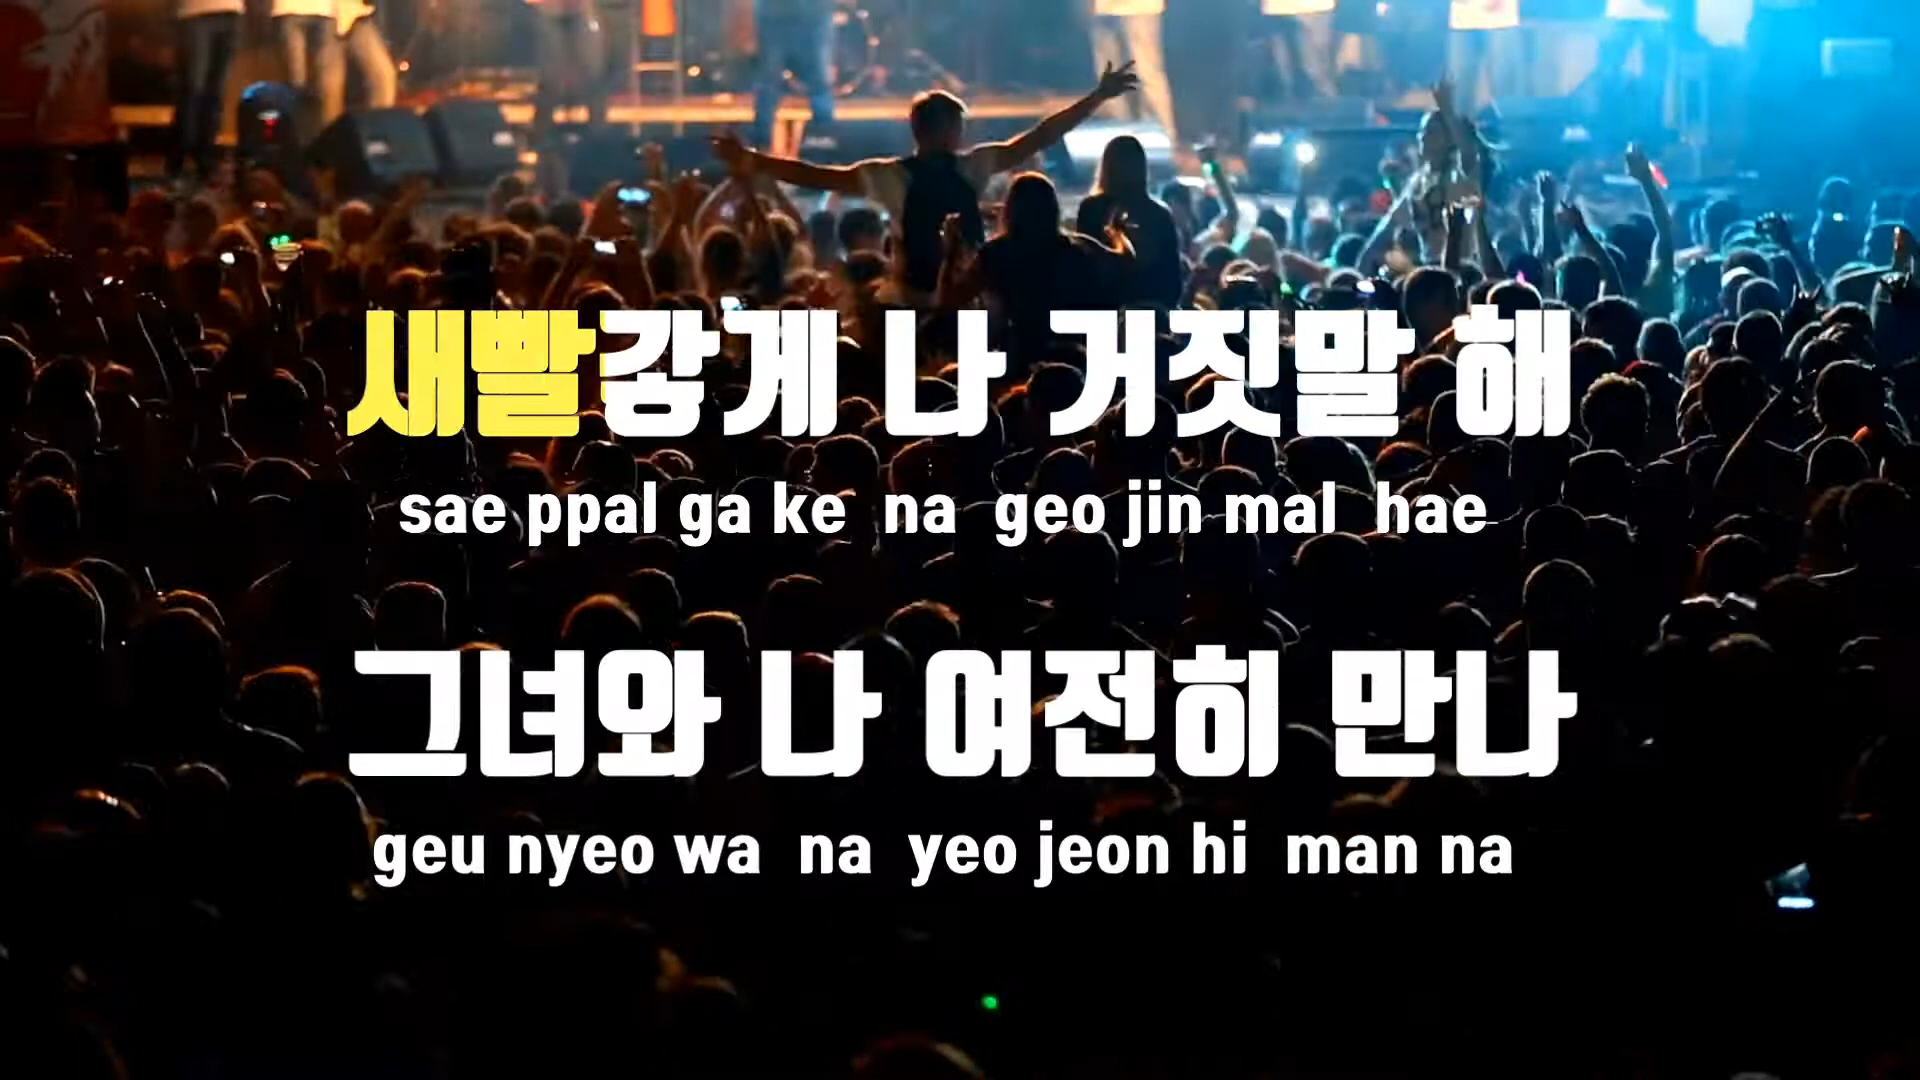 새빨갛게 나 거짓말 해
sae ppal ga ke na geo jin mal hae
그녀와 나 여전히 만나
geu nyeo wa na yeo jeon hi man na